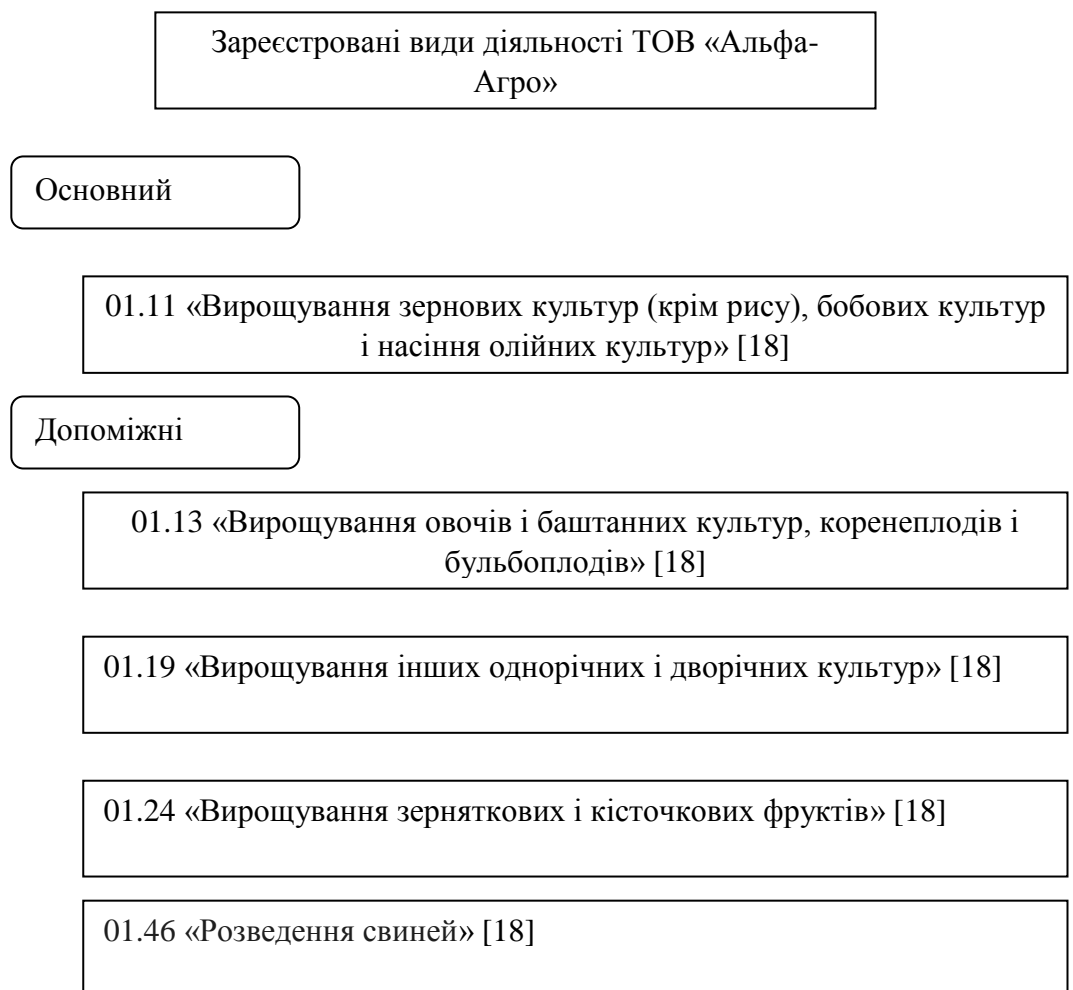 Зареєстровані види діяльності ТОВ «Альфа-
Агро»
Основний
01.11 «Вирощування зернових культур (крім рису), бобових культур
і насіння олійних культур» [18]
Допоміжні
01.13 «Вирощування овочів і баштанних культур, коренеплодів і
бульбоплодів» [18]
01.19 «Вирощування інших однорічних і дворічних культур» [18]
01.24 «Вирощування зерняткових і кісточкових фруктів» [18]
01.46 «Розведення свиней» [18]